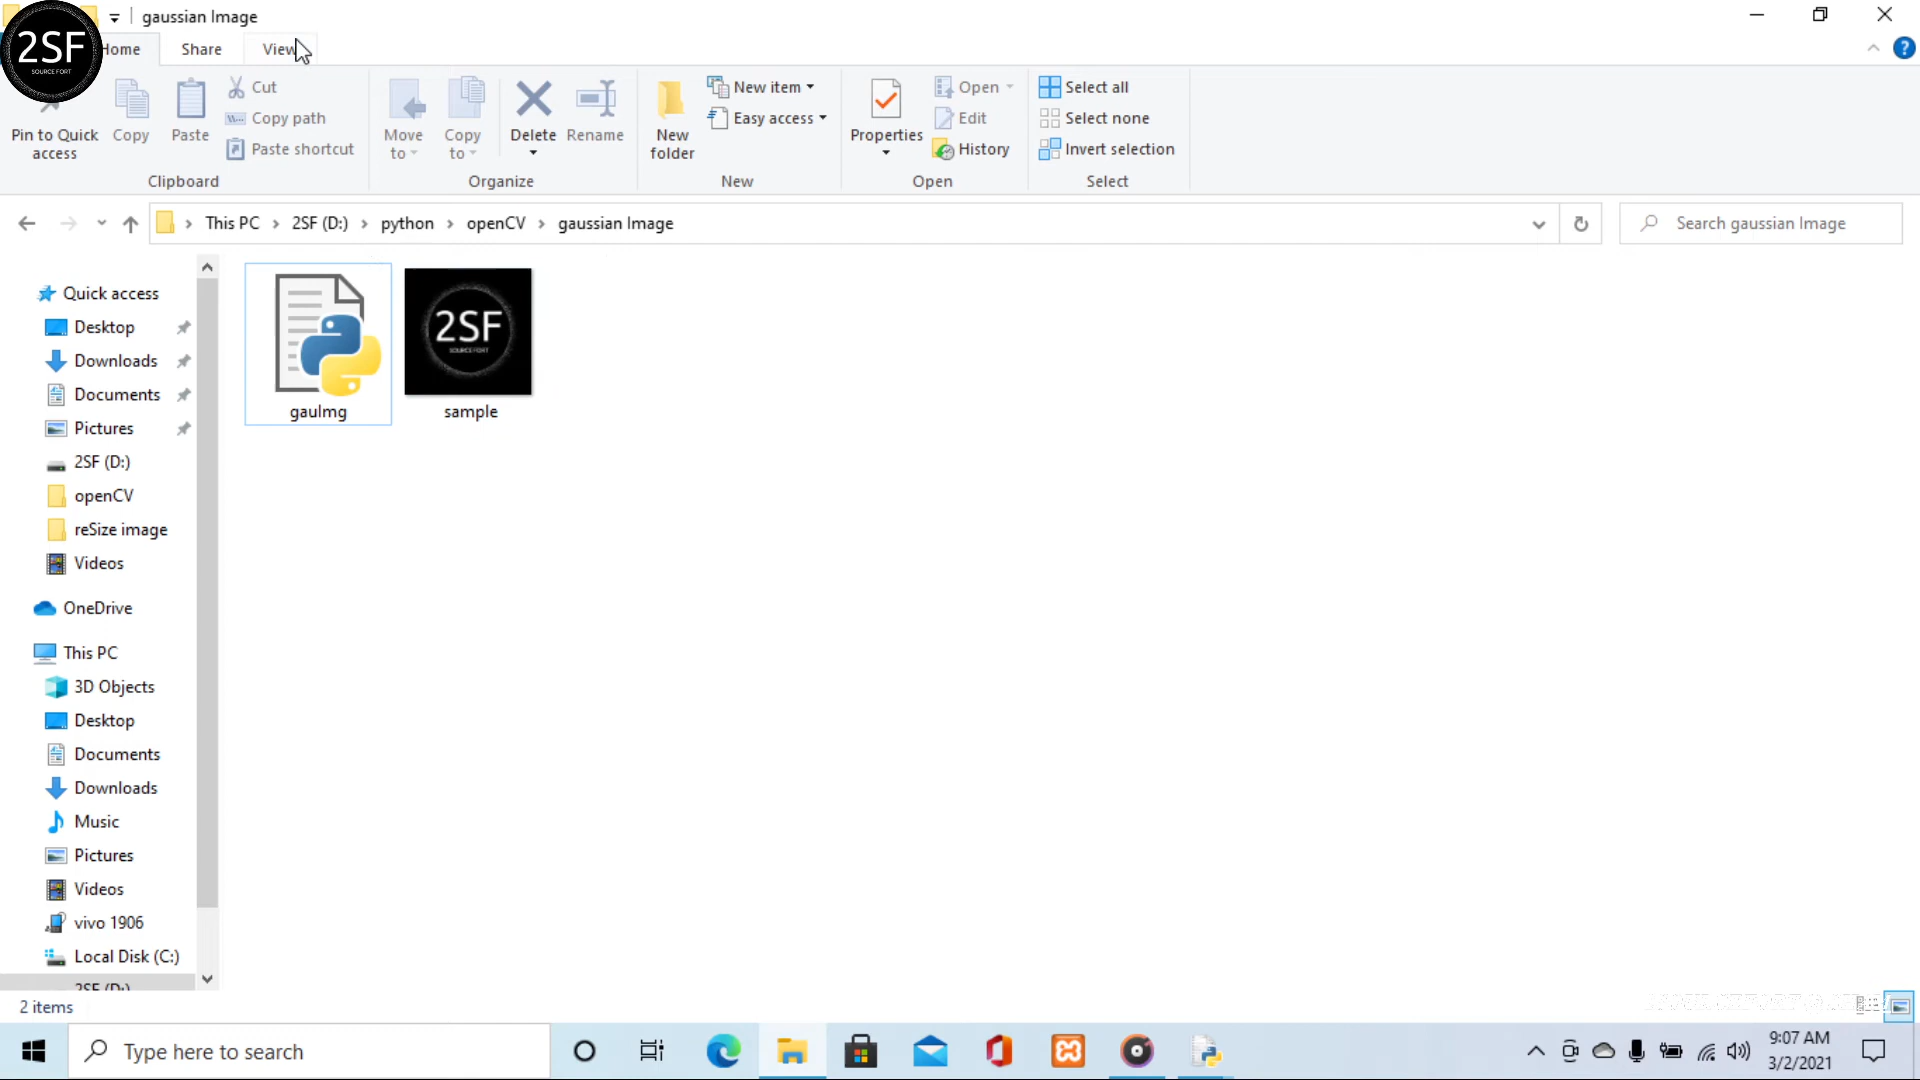 gaussian Image
2SF
SOURCE FORT
Home
Share
View
Pin to Quick
access
Copy
Paste
Cut
Copy path
Paste shortcut
Move
to
Copy
to
Delete
Rename
New
folder
New item
Easy access
Properties
Open
Edit
History
Select all
Select none
Invert selection
Clipboard
Organize
New
Open
Select
This PC
2SF (D:)
python
openCV
gaussian Image
Search gaussian Image
Quick access
Desktop
Downloads
Documents
Pictures
2SF (D:)
openCV
reSize image
Videos
OneDrive
This PC
3D Objects
Desktop
Documents
Downloads
Music
Pictures
Videos
vivo 1906
Local Disk (C:)
2SF (D:)
2SF
SOURCE FORT
gauImg
sample
2 items
Type here to search
9:07 AM
3/2/2021